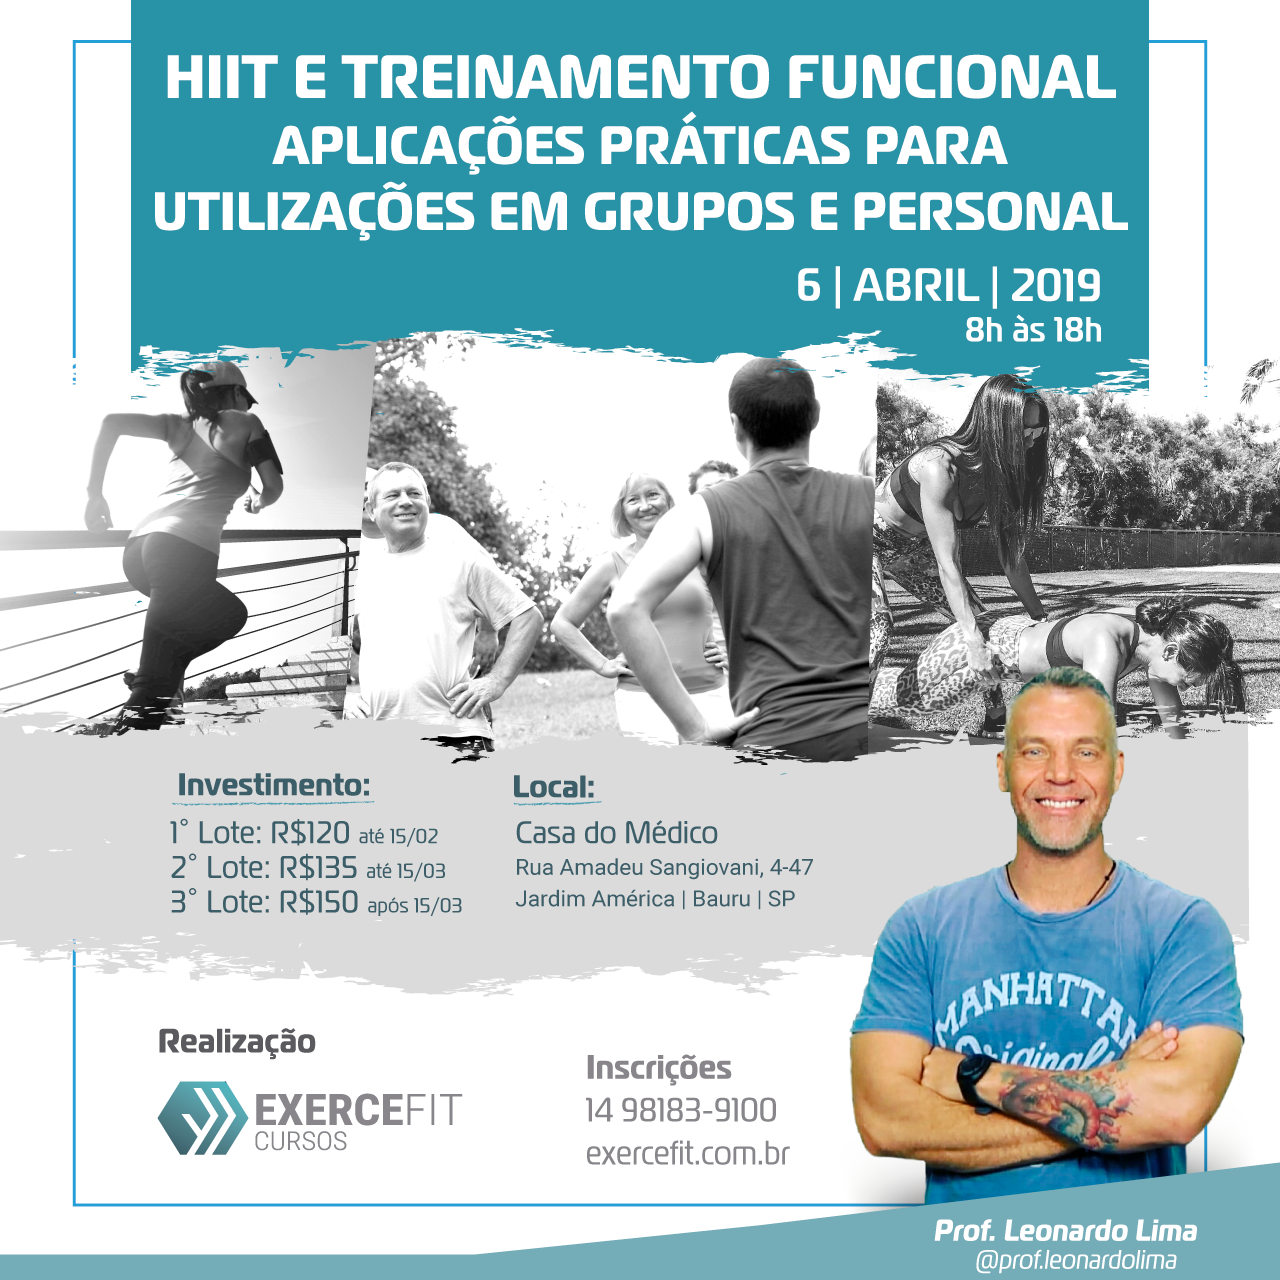 HIIT E TREINAMENTO FUNCIONAL
APLICAÇÕES PRÁTICAS PARA
UTILIZAÇÕES EM GRUPOS E PERSONAL
6 | ABRIL | 2019
8h às 18h
Investimento:
1° Lote: R$120 até 15/02
2° Lote: R$135 até 15/03
3° Lote: R$150 após 15/03
Local:
Casa do Médico
Rua Amadeu Sangiovani, 4-47
Jardim América | Bauru | SP
MANHATTAN
Originals
Realização
EXERCEFIT
CURSOS
Inscrições
14 98183-9100
exercefit.com.br
Prof. Leonardo Lima
@prof.leonardolima